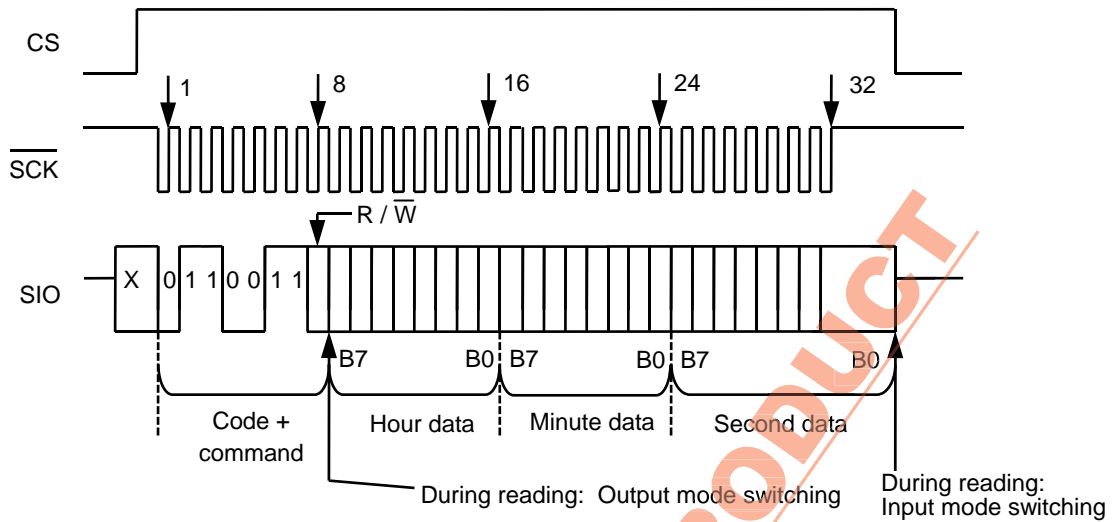 CS
1 8 16 24 32
SCK
R / W
X 0 1 1 0 0 1 1
SIO
B7 B0 B7 B0 B7 B0
Code +
command
Hour data
Minute data
Second data
During reading: Output mode switching
During reading:
Input mode switching
PRODUCT